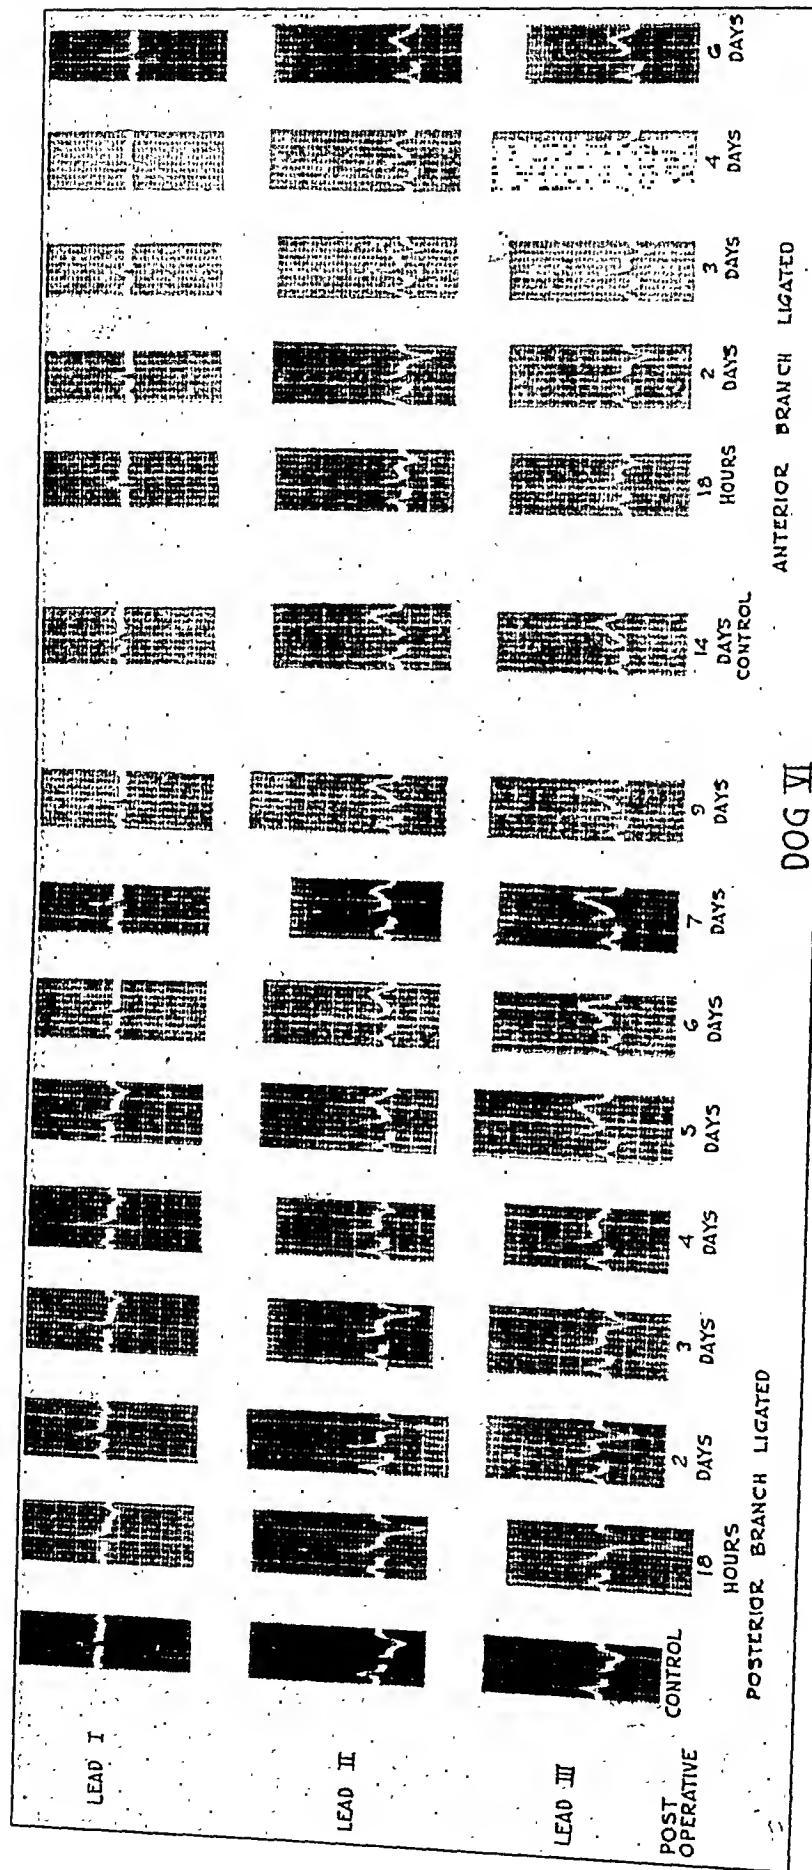 LEAD I
LEAD II
LEAD III
POST
OPERATIVE
CONTROL
18
HOURS
2
DAYS
3
DAYS
4
DAYS
5
DAYS
6
DAYS
7
DAYS
9
DAYS
14
DAYS
CONTROL
18
HOURS
2
DAYS
3
DAYS
4
DAYS
6
DAYS
POSTERIOR BRANCH LIGATED
ANTERIOR BRANCH LIGATED
DOG VI